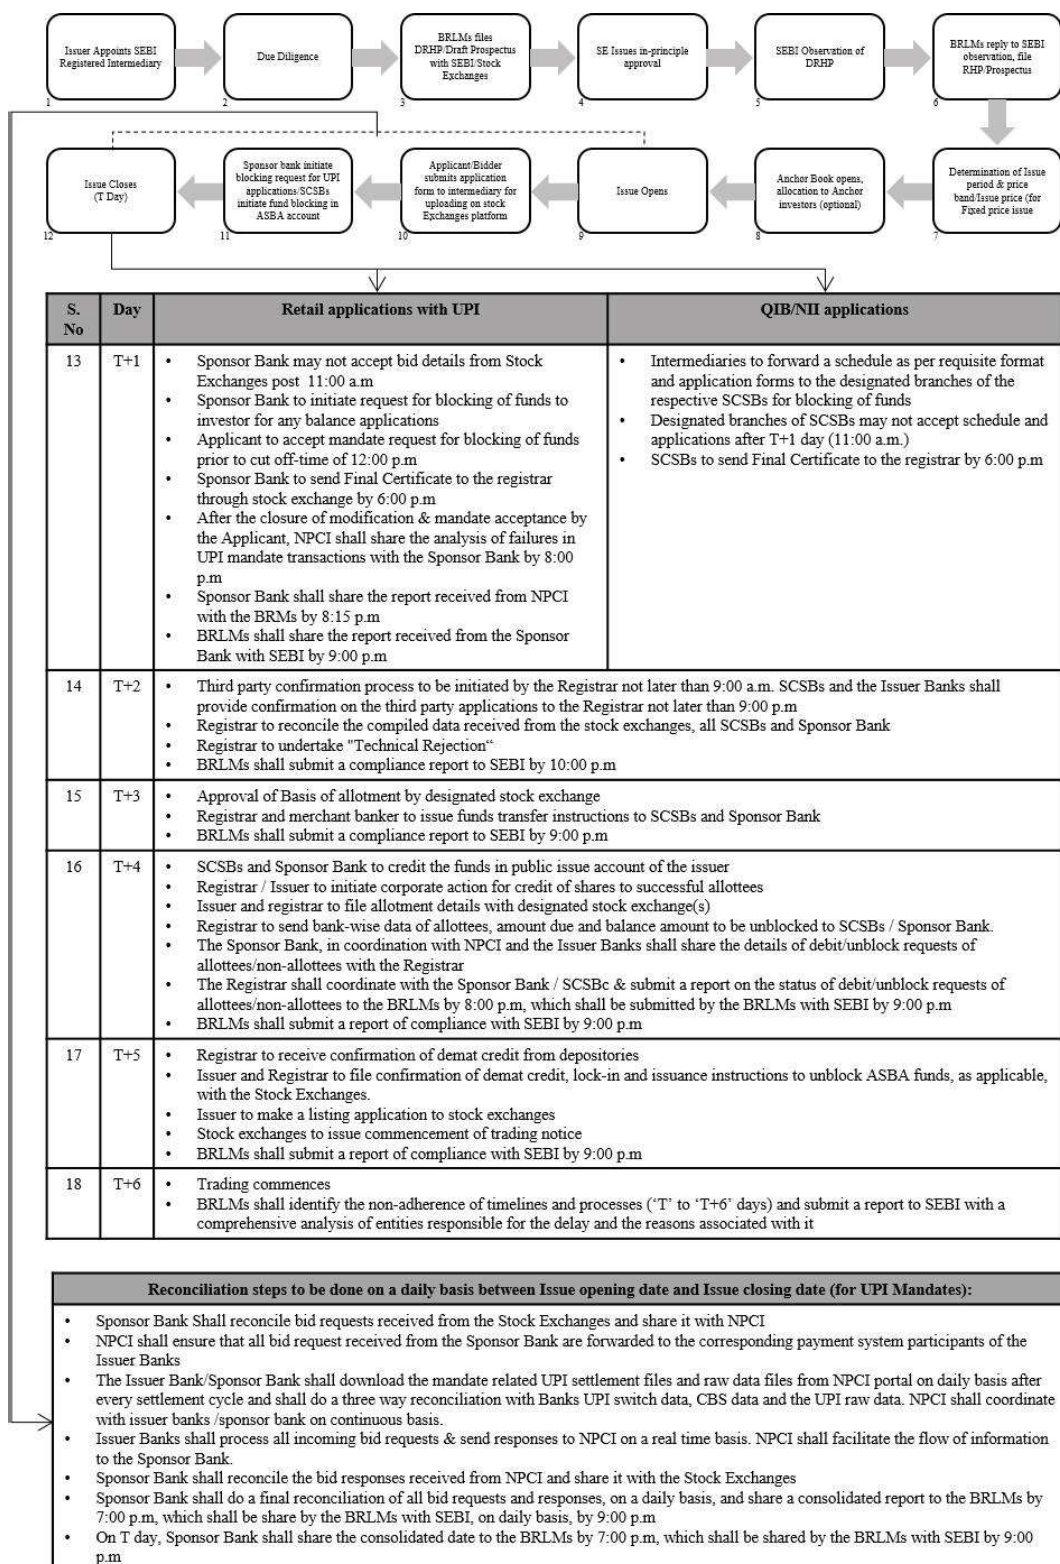 Issuer Appoints SEBI
Registered Intermediary
1
Due Diligence
2
BRLMs files
DRHP/Draft Prospectus
with SEBI/Stock
Exchanges
3
SE Issues in-principle
approval
4
SEBI Observation of
DRHP
5
BRLMs reply to SEBI
observation, file
RHP/Prospectus
6
Determination of Issue
period & price
band/Issue price (for
Fixed price issue
7
Anchor Book opens,
allocation to Anchor
investors (optional)
8
Issue Opens
9
Applicant/Bidder
submits application
form to intermediary for
uploading on stock
Exchanges platform
10
Sponsor bank initiate
blocking request for UPI
applications/SCSBs
initiate fund blocking in
ASBA account
11
Issue Closes
(T Day)
12
S. No
Day
Retail applications with UPI
QIB/NII applications
13
T+1
• Sponsor Bank may not accept bid details from Stock
Exchanges post 11:00 a.m
• Sponsor Bank to initiate request for blocking of funds to
investor for any balance applications
• Applicant to accept mandate request for blocking of funds
prior to cut off-time of 12:00 p.m
• Sponsor Bank to send Final Certificate to the registrar
through stock exchange by 6:00 p.m
• After the closure of modification & mandate acceptance by
the Applicant, NPCI shall share the analysis of failures in
UPI mandate transactions with the Sponsor Bank by 8:00
p.m
• Sponsor Bank shall share the report received from NPCI
with the BRMs by 8:15 p.m
• BRLMs shall share the report received from the Sponsor
Bank with SEBI by 9:00 p.m
• Intermediaries to forward a schedule as per requisite format
and application forms to the designated branches of the
respective SCSBs for blocking of funds
• Designated branches of SCSBs may not accept schedule and
applications after T+1 day (11:00 a.m.)
• SCSBs to send Final Certificate to the registrar by 6:00 p.m
14
T+2
• Third party confirmation process to be initiated by the Registrar not later than 9:00 a.m. SCSBs and the Issuer Banks shall
provide confirmation on the third party applications to the Registrar not later than 9:00 p.m
• Registrar to reconcile the compiled data received from the stock exchanges, all SCSBs and Sponsor Bank
• Registrar to undertake "Technical Rejection“
• BRLMs shall submit a compliance report to SEBI by 10:00 p.m
15
T+3
• Approval of Basis of allotment by designated stock exchange
• Registrar and merchant banker to issue funds transfer instructions to SCSBs and Sponsor Bank
• BRLMs shall submit a compliance report to SEBI by 9:00 p.m
16
T+4
• SCSBs and Sponsor Bank to credit the funds in public issue account of the issuer
• Registrar / Issuer to initiate corporate action for credit of shares to successful allottees
• Issuer and registrar to file allotment details with designated stock exchange(s)
• Registrar to send bank-wise data of allottees, amount due and balance amount to be unblocked to SCSBs / Sponsor Bank.
• The Sponsor Bank, in coordination with NPCI and the Issuer Banks shall share the details of debit/unblock requests of
allottees/non-allottees with the Registrar
• The Registrar shall coordinate with the Sponsor Bank / SCSBc & submit a report on the status of debit/unblock requests of
allottees/non-allottees to the BRLMs by 8:00 p.m, which shall be submitted by the BRLMs with SEBI by 9:00 p.m
• BRLMs shall submit a report of compliance with SEBI by 9:00 p.m
17
T+5
• Registrar to receive confirmation of demat credit from depositories
• Issuer and Registrar to file confirmation of demat credit, lock-in and issuance instructions to unblock ASBA funds, as applicable,
with the Stock Exchanges.
• Issuer to make a listing application to stock exchanges
• Stock exchanges to issue commencement of trading notice
• BRLMs shall submit a report of compliance with SEBI by 9:00 p.m
18
T+6
• Trading commences
• BRLMs shall identify the non-adherence of timelines and processes (‘T’ to ‘T+6’ days) and submit a report to SEBI with a
comprehensive analysis of entities responsible for the delay and the reasons associated with it
Reconciliation steps to be done on a daily basis between Issue opening date and Issue closing date (for UPI Mandates):
• Sponsor Bank Shall reconcile bid requests received from the Stock Exchanges and share it with NPCI
• NPCI shall ensure that all bid request received from the Sponsor Bank are forwarded to the corresponding payment system participants of the
Issuer Banks
• The Issuer Bank/Sponsor Bank shall download the mandate related UPI settlement files and raw data files from NPCI portal on daily basis after
every settlement cycle and shall do a three way reconciliation with Banks UPI switch data, CBS data and the UPI raw data. NPCI shall coordinate
with issuer banks /sponsor bank on continuous basis.
• Issuer Banks shall process all incoming bid requests & send responses to NPCI on a real time basis. NPCI shall facilitate the flow of information
to the Sponsor Bank.
• Sponsor Bank shall reconcile the bid responses received from NPCI and share it with the Stock Exchanges
• Sponsor Bank shall do a final reconciliation of all bid requests and responses, on a daily basis, and share a consolidated report to the BRLMs by
7:00 p.m, which shall be share by the BRLMs with SEBI, on daily basis, by 9:00 p.m
• On T day, Sponsor Bank shall share the consolidated date to the BRLMs by 7:00 p.m, which shall be shared by the BRLMs with SEBI by 9:00
p.m